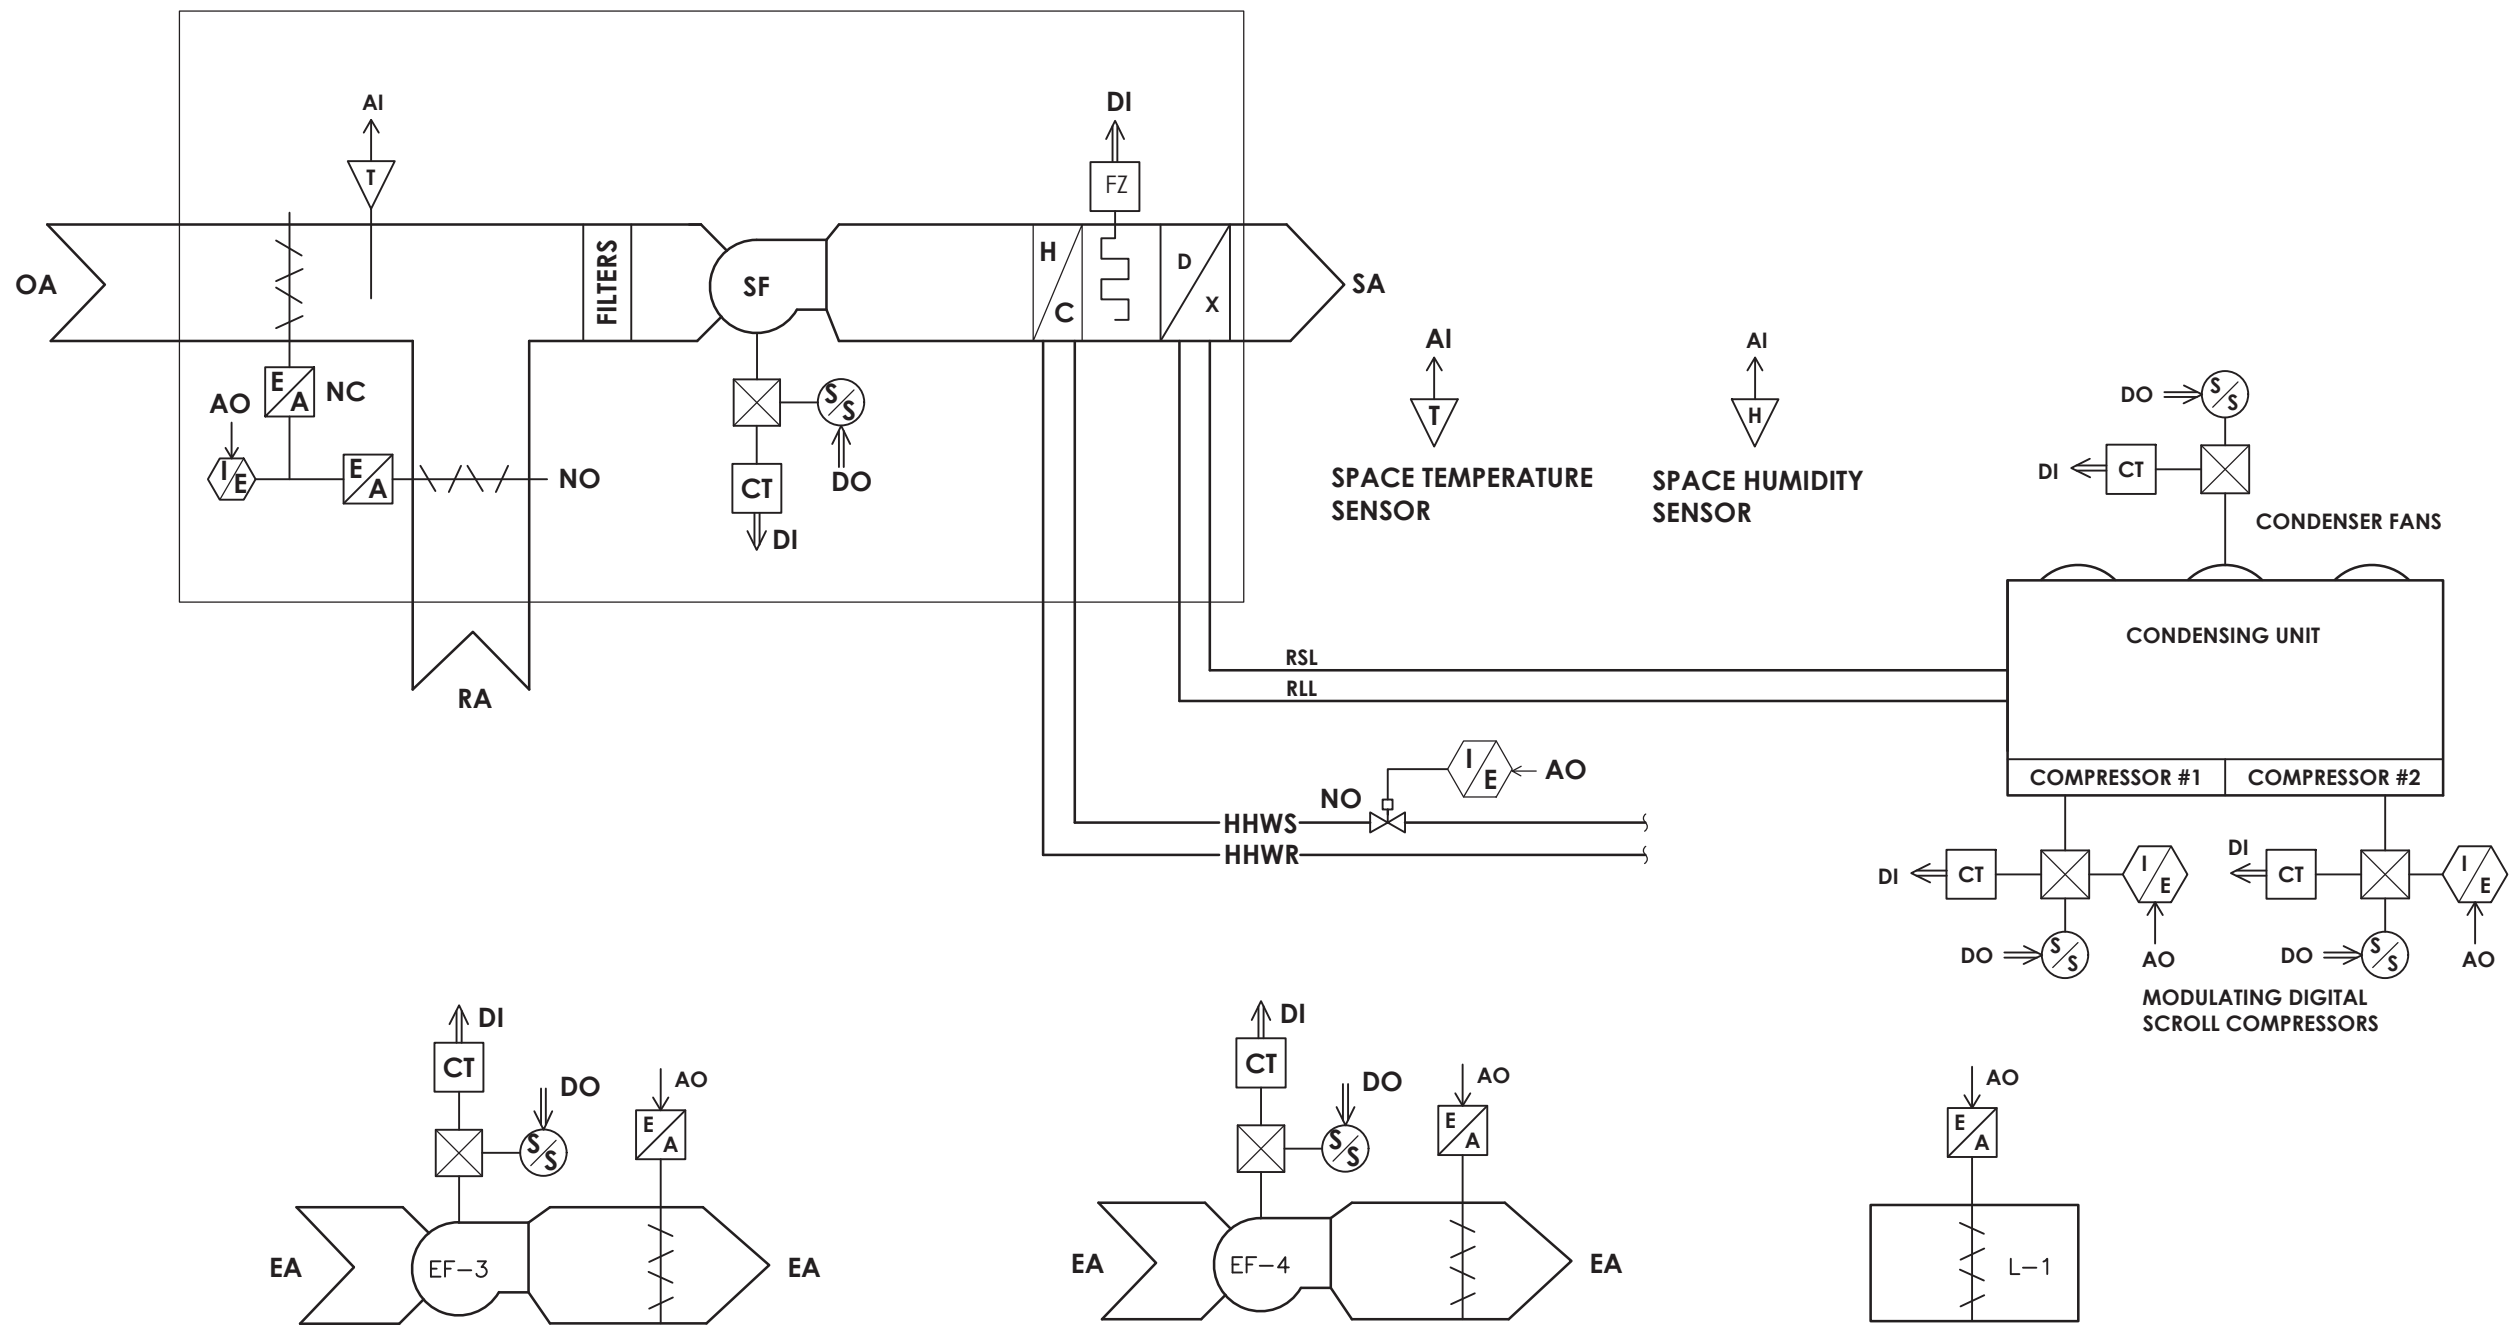 AI
T
DI
FZ
OA
FILTERS
SF
H
C
D
X
SA
E
A
NC
AO
I
E
E
A
NO
S
S
CT
DO
DI
RA
AI
T
SPACE TEMPERATURE
SENSOR
AI
H
SPACE HUMIDITY
SENSOR
DO
S
S
DI
CT
CONDENSER FANS
CONDENSING UNIT
RSL
RLL
COMPRESSOR #1
COMPRESSOR #2
I
E
AO
NO
HHWS
HHWR
DI
CT
I
E
DO
S
S
AO
DI
CT
I
E
DO
S
S
AO
MODULATING DIGITAL
SCROLL COMPRESSORS
DI
CT
DO
S
S
AO
E
A
EA
EF-3
EA
DI
CT
DO
S
S
AO
E
A
EA
EF-4
EA
AO
E
A
L-1